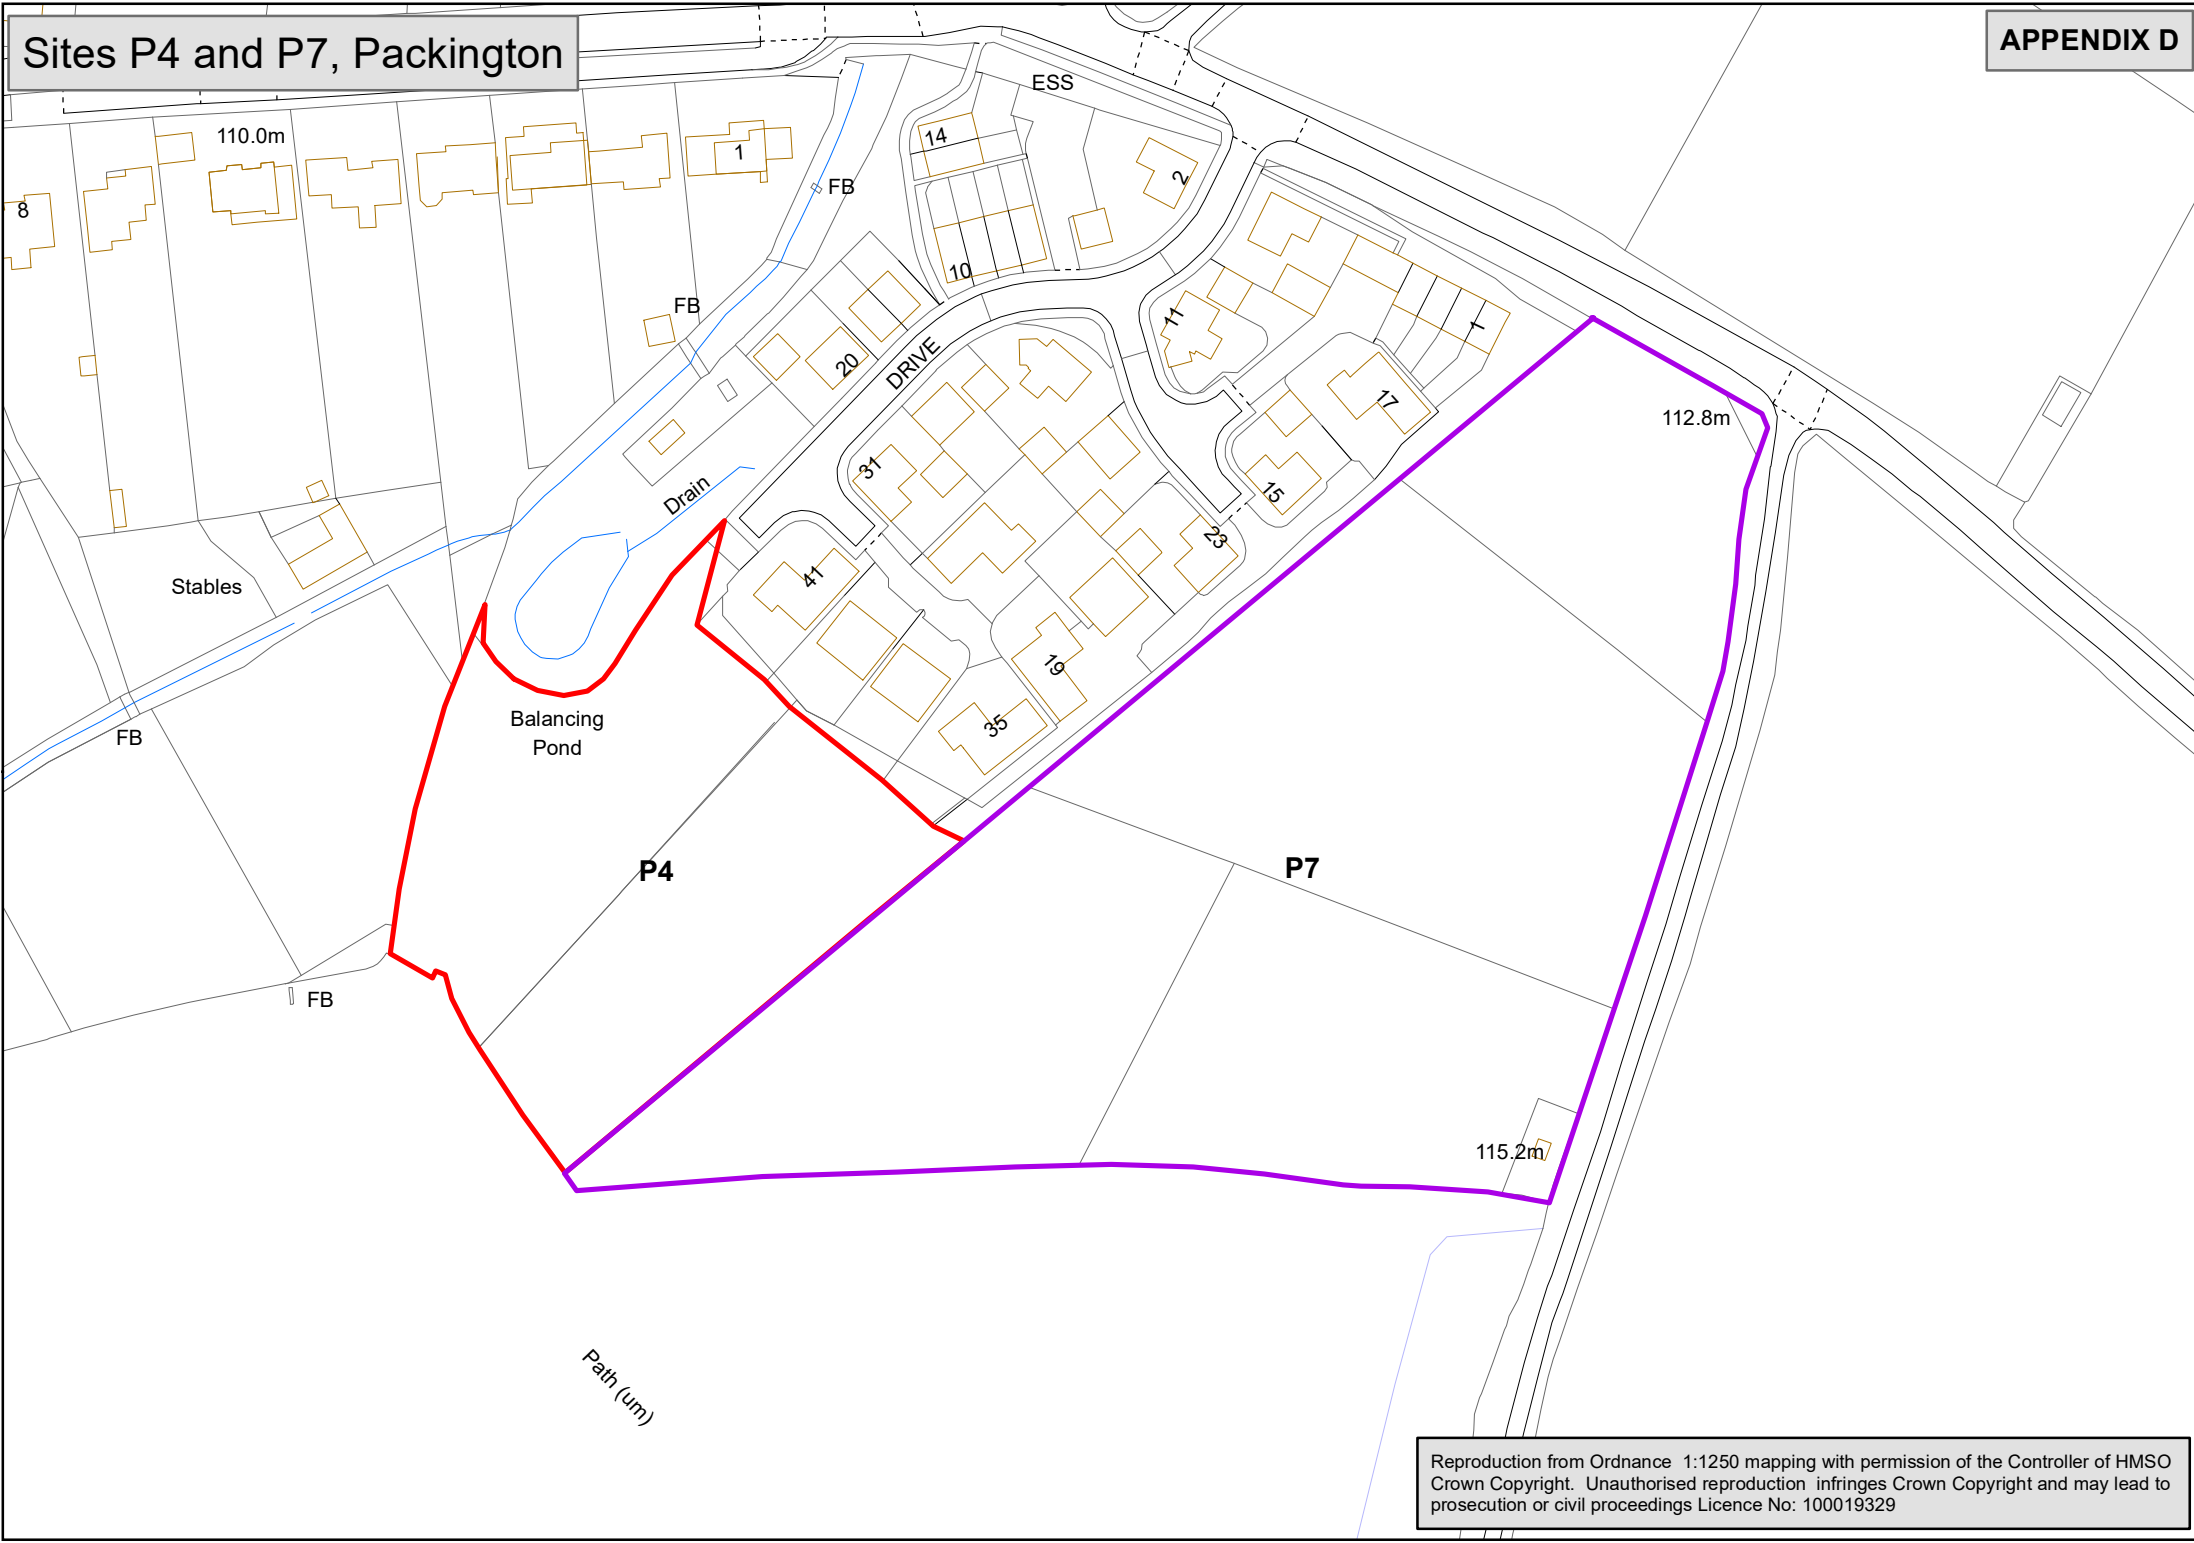 Sites P4 and P7, Packington
APPENDIX D
ESS
110.0m
14
1
2
FB
8
10
FB
11
1
20
DRIVE
17
112.8m
31
Drain
15
23
41
Stables
19
Balancing
Pond
35
FB
P4
P7
FB
115.2m
Path (um)
Reproduction from Ordnance 1:1250 mapping with permission of the Controller of HMSO
Crown Copyright. Unauthorised reproduction infringes Crown Copyright and may lead to
prosecution or civil proceedings Licence No: 100019329